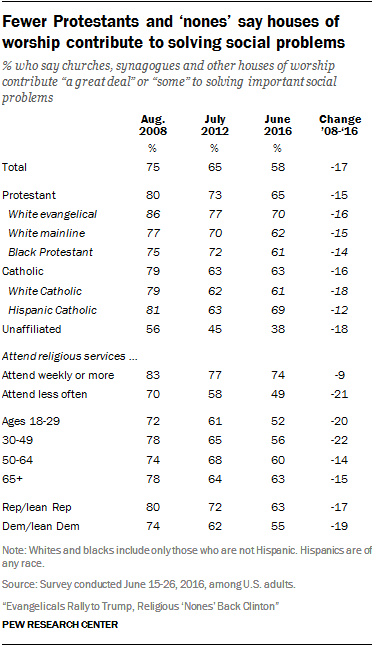 Fewer Protestants and ‘nones’ say houses of
worship contribute to solving social problems
% who say churches, synagogues and other houses of worship
contribute “a great deal” or “some” to solving important social
problems
Aug. 2008 July 2012 June 2016 Change ’08-‘16
% % %
Total 75 65 58 -17
Protestant 80 73 65 -15
White evangelical 86 77 70 -16
White mainline 77 70 62 -15
Black Protestant 75 72 61 -14
Catholic 79 63 63 -16
White Catholic 79 62 61 -18
Hispanic Catholic 81 63 69 -12
Unaffiliated 56 45 38 -18
Attend religious services …
Attend weekly or more 83 77 74 -9
Attend less often 70 58 49 -21
Ages 18-29 72 61 52 -20
30-49 78 65 56 -22
50-64 74 68 60 -14
65+ 78 64 63 -15
Rep/lean Rep 80 72 63 -17
Dem/lean Dem 74 62 55 -19
Note: Whites and blacks include only those who are not Hispanic. Hispanics are of
any race.
Source: Survey conducted June 15-26, 2016, among U.S. adults.
“Evangelicals Rally to Trump, Religious ‘Nones’ Back Clinton”
PEW RESEARCH CENTER